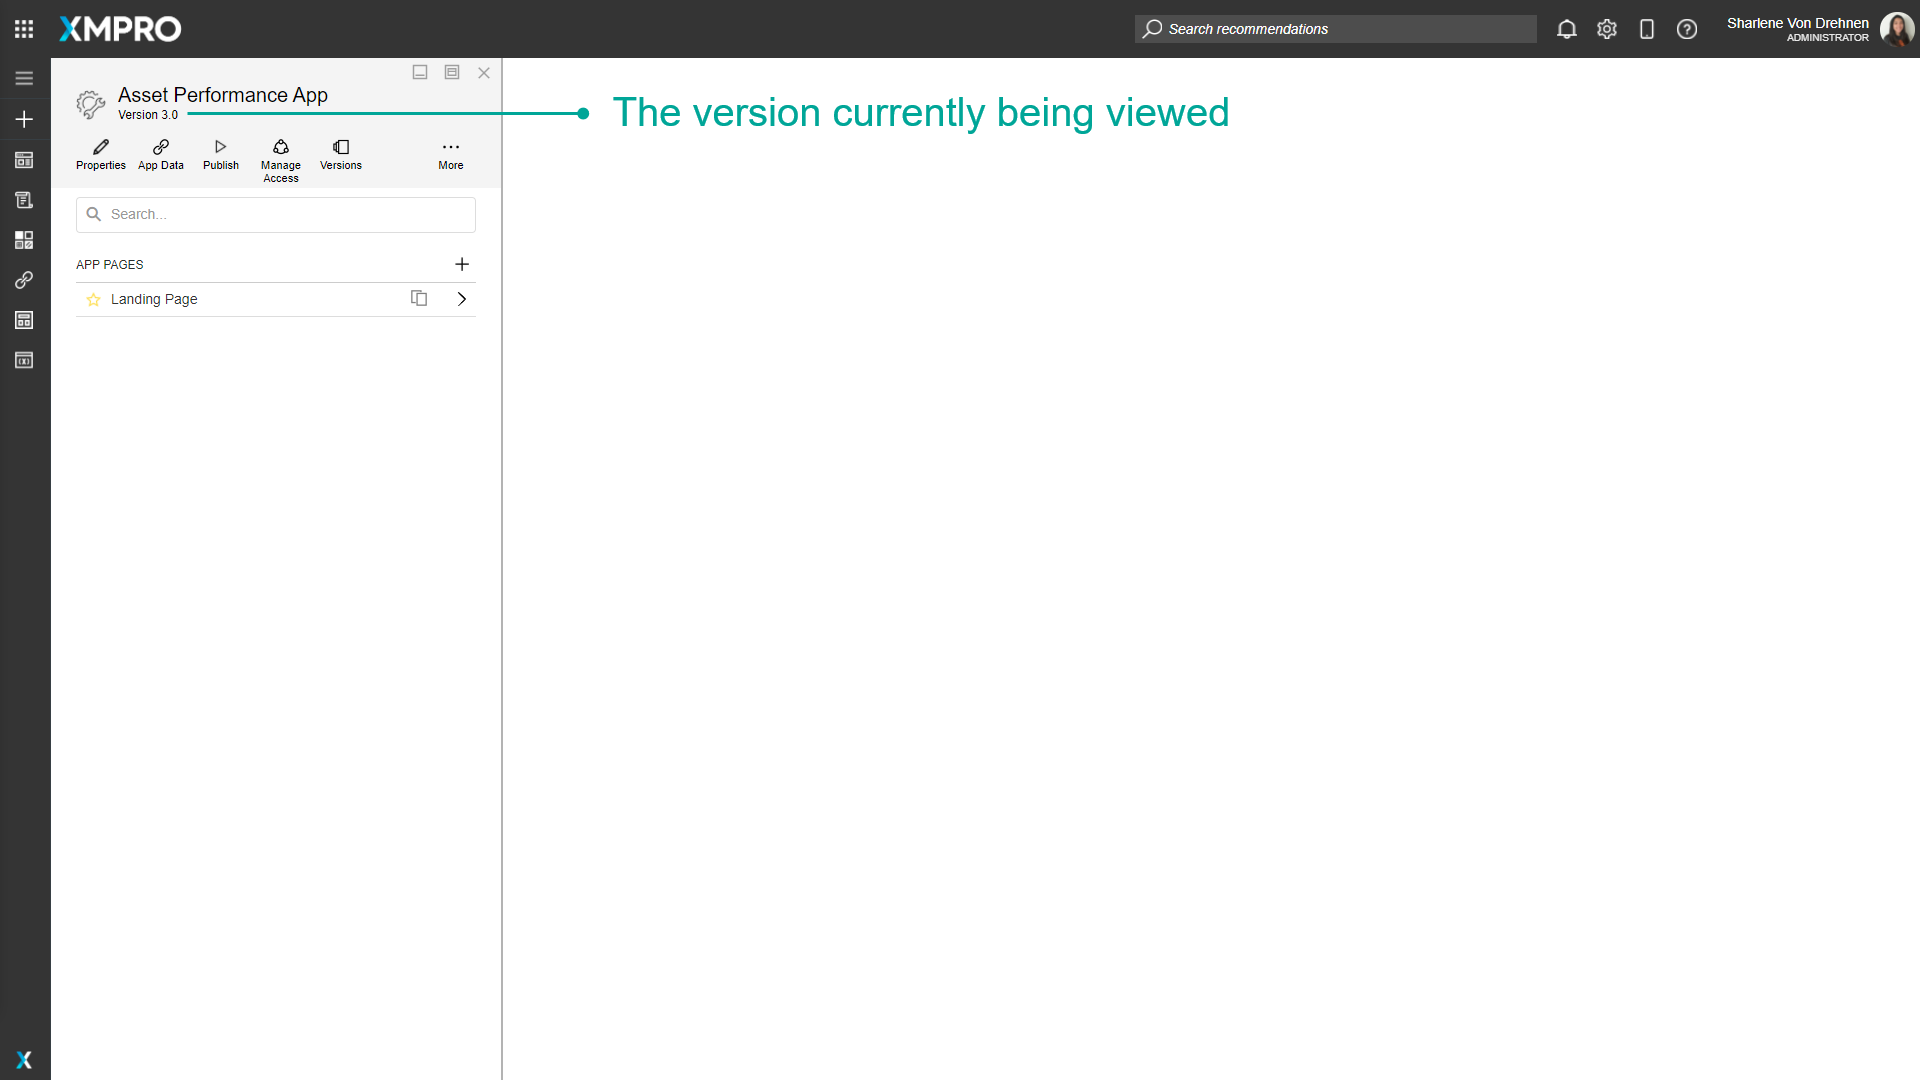 XMPRO
Search recommendations
Sharlene Von Drehnen
ADMINISTRATOR
Asset Performance App
Version 3.0
The version currently being viewed
Properties
App Data
Publish
Manage
Access
Versions
More
Search...
APP PAGES
Landing Page